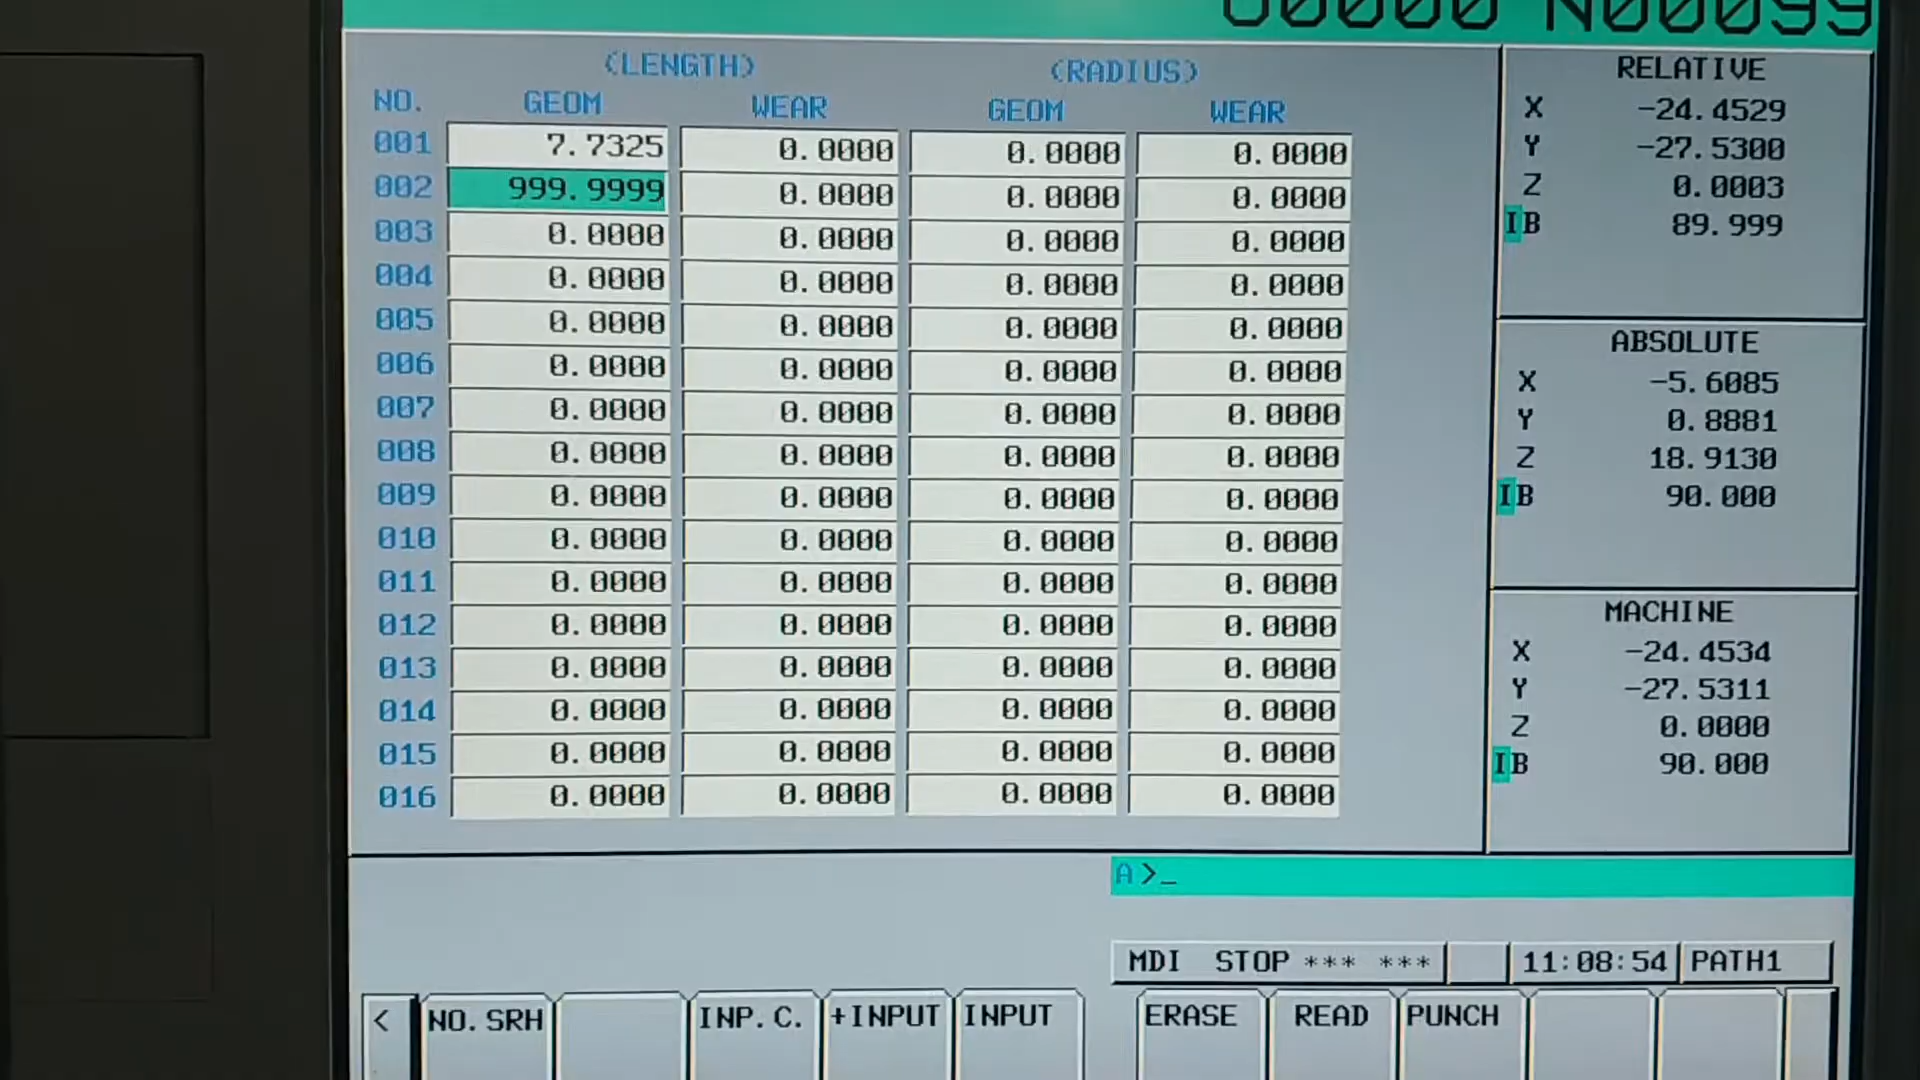 O0000 N00099
(LENGTH) (RADIUS)
NO. GEOM WEAR GEOM WEAR
001 7.7325 0.0000 0.0000 0.0000
002 999.9999 0.0000 0.0000 0.0000
003 0.0000 0.0000 0.0000 0.0000
004 0.0000 0.0000 0.0000 0.0000
005 0.0000 0.0000 0.0000 0.0000
006 0.0000 0.0000 0.0000 0.0000
007 0.0000 0.0000 0.0000 0.0000
008 0.0000 0.0000 0.0000 0.0000
009 0.0000 0.0000 0.0000 0.0000
010 0.0000 0.0000 0.0000 0.0000
011 0.0000 0.0000 0.0000 0.0000
012 0.0000 0.0000 0.0000 0.0000
013 0.0000 0.0000 0.0000 0.0000
014 0.0000 0.0000 0.0000 0.0000
015 0.0000 0.0000 0.0000 0.0000
016 0.0000 0.0000 0.0000 0.0000
RELATIVE
X -24.4529
Y -27.5300
Z 0.0003
IB 89.999
ABSOLUTE
X -5.6085
Y 0.8881
Z 18.9130
IB 90.000
MACHINE
X -24.4534
Y -27.5311
Z 0.0000
IB 90.000
A>_
MDI STOP *** *** 11:08:54 PATH1
< NO.SRH INP.C. +INPUT INPUT ERASE READ PUNCH